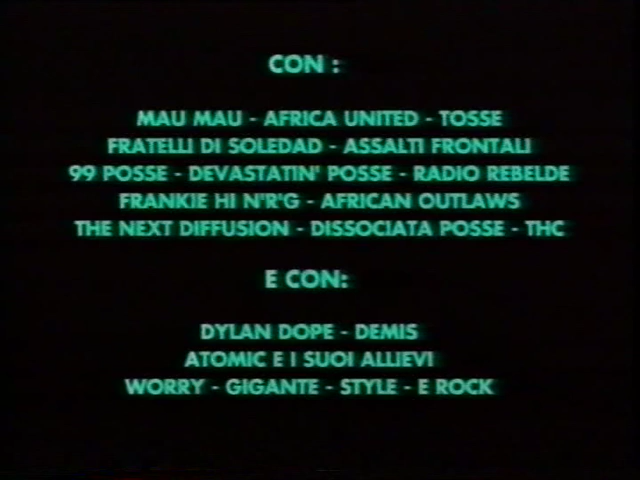 CON :
MAU MAU - AFRICA UNITED - TOSSE
FRATELLI DI SOLEDAD - ASSALTI FRONTALI
99 POSSE - DEVASTATIN' POSSE - RADIO REBELDE
FRANKIE HI N'R'G - AFRICAN OUTLAWS
THE NEXT DIFFUSION - DISSOCIATA POSSE - THC
E CON:
DYLAN DOPE - DEMIS
ATOMIC E I SUOI ALLIEVI
WORRY - GIGANTE - STYLE - E ROCK